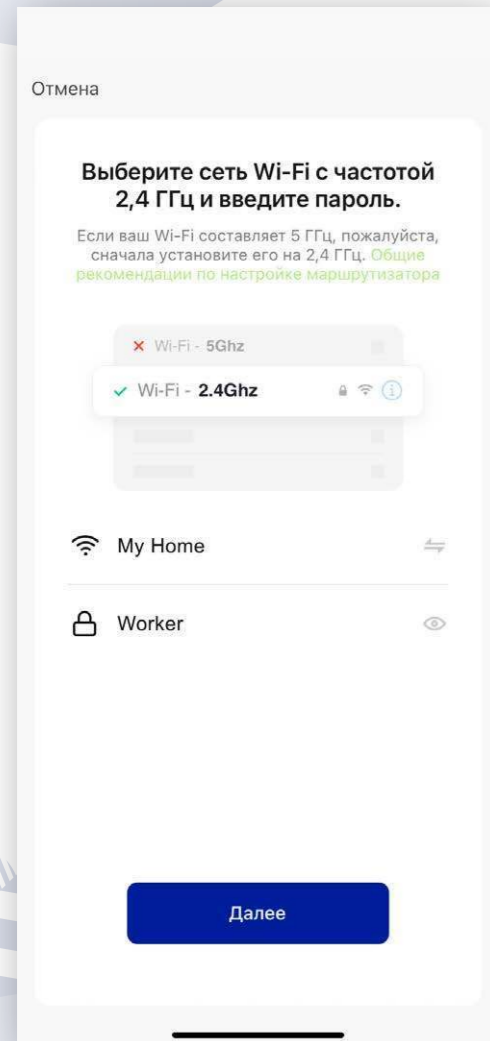 Отмена
Выберите сеть Wi-Fi с частотой
2,4 ГГц и введите пароль.
Если ваш Wi-Fi составляет 5 ГГц, пожалуйста,
сначала установите его на 2,4 ГГц. Общие
рекомендации по настройке маршрутизатора
Wi-Fi - 5Ghz
Wi-Fi - 2.4Ghz
My Home
Worker
Далее